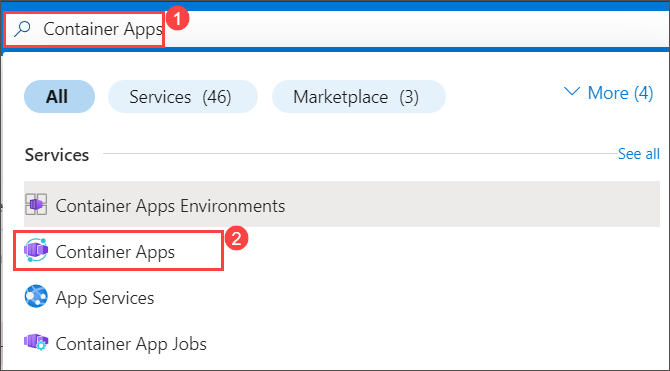 Container Apps 1
All Services (46) Marketplace (3) More (4)
Services See all
Container Apps Environments
Container Apps 2
App Services
Container App Jobs